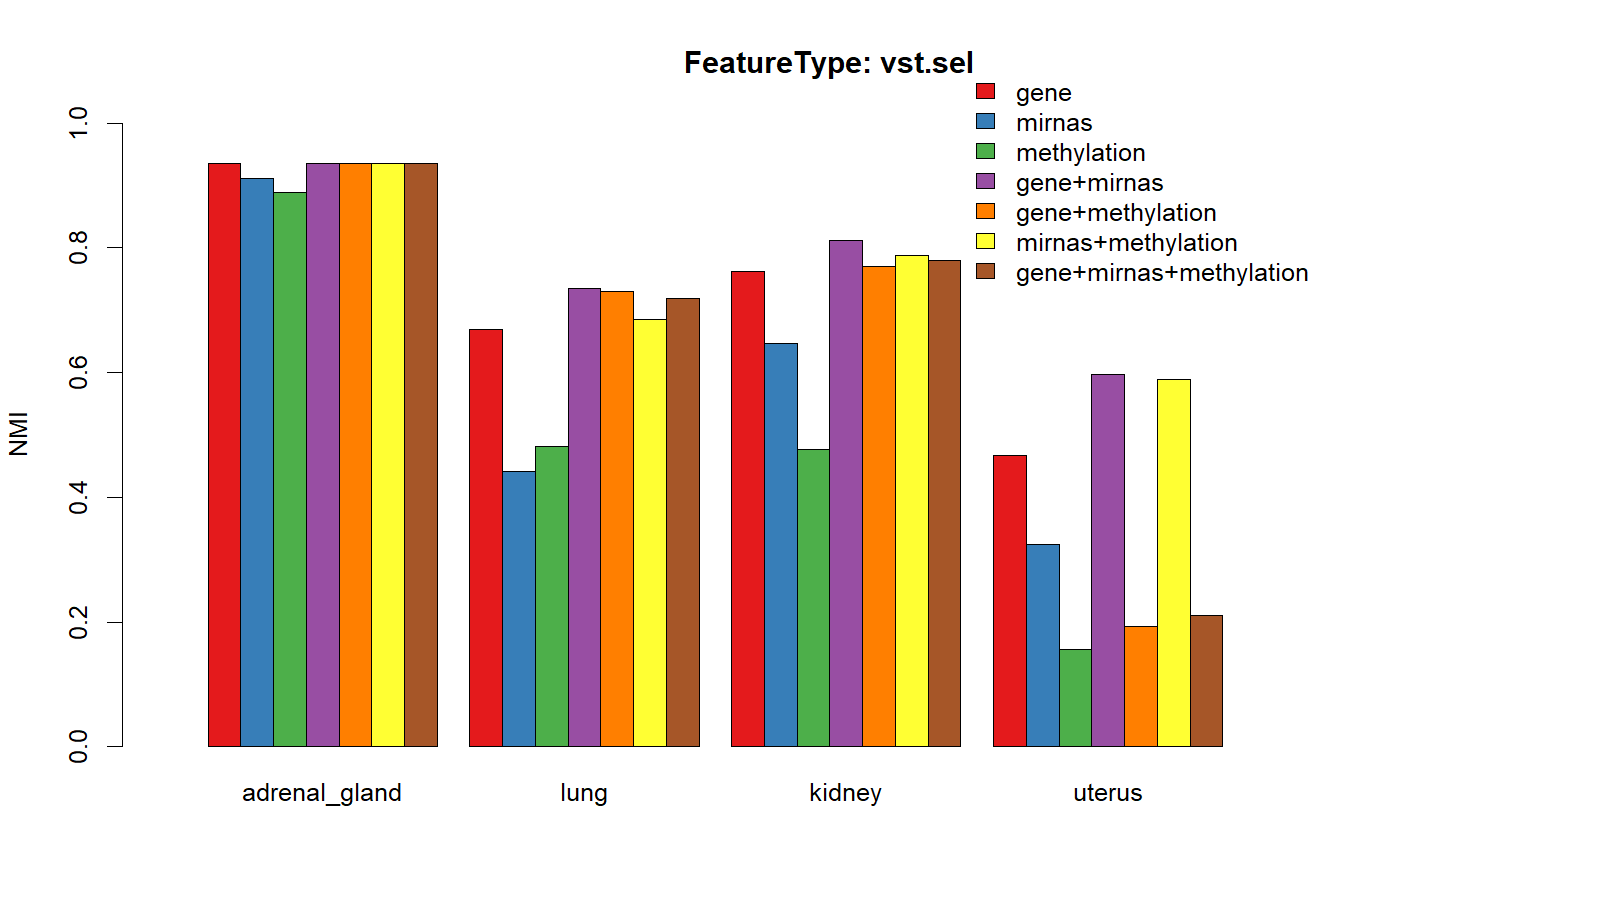 FeatureType: vst.sel
gene
mirnas
methylation
gene+mirnas
gene+methylation
mirnas+methylation
gene+mirnas+methylation
NMI
1.0
0.8
0.6
0.4
0.2
0.0
adrenal_gland lung kidney uterus